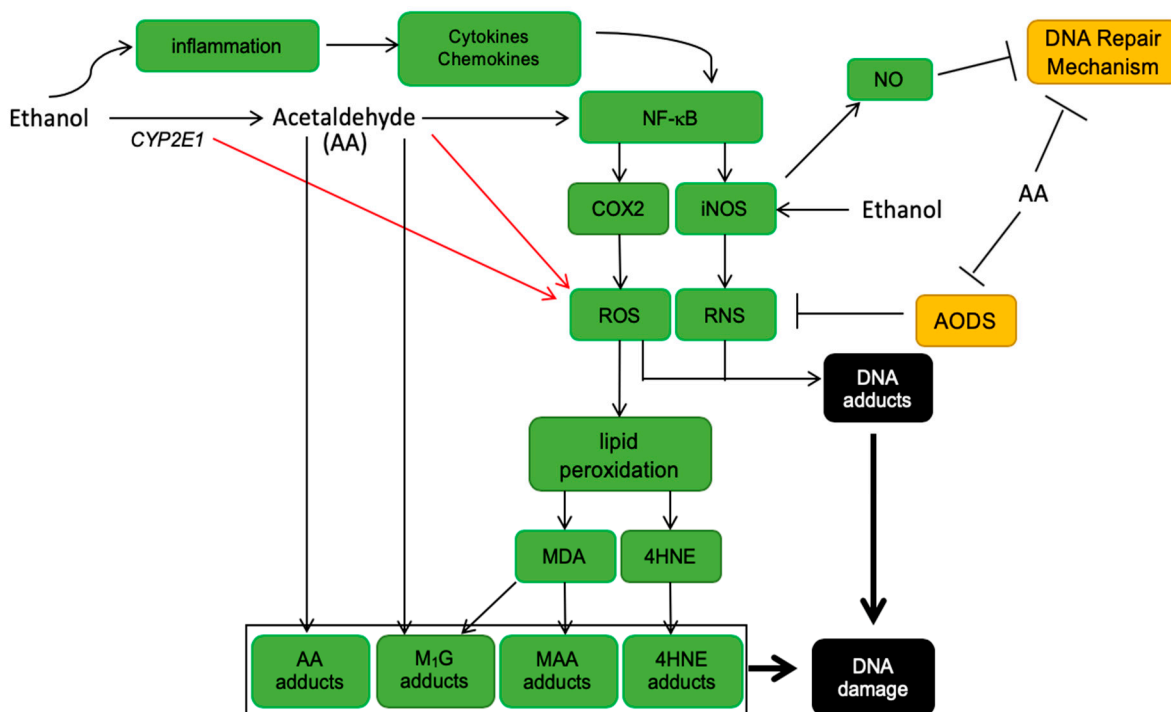 inflammation
Cytokines
Chemokines
DNA Repair
Mechanism
NO
Ethanol
Acetaldehyde
(AA)
CYP2E1
NF-κB
COX2
iNOS
Ethanol
AA
ROS
RNS
AODS
DNA
adducts
lipid
peroxidation
MDA
4HNE
AA
adducts
M₁G
adducts
MAA
adducts
4HNE
adducts
DNA
damage